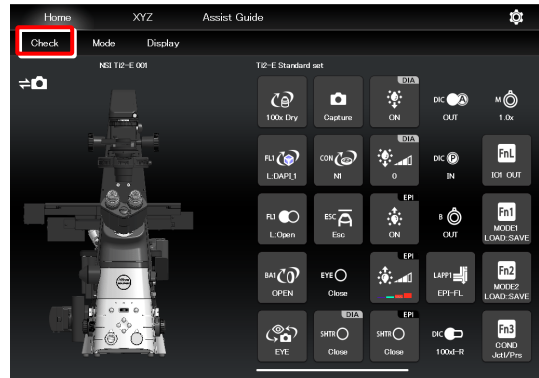 Home XYZ Assist Guide
Check Mode Display
NSI Ti2-E 001 Ti2-E Standard set
DIA
100x Dry Capture ON DIC A OUT M 1.0x
DIA
FL1 L:DAPI_1 CON N1 0 DIC P IN FnL IO1 OUT
EPI
FL1 L:Open ESC Esc ON B OUT Fn1 MODE1 LOAD:SAVE
EPI
BA1 OPEN EYE Close LAPP1 EPI-FL Fn2 MODE2 LOAD:SAVE
DIA EPI
EYE SHTR Close SHTR Close DIC 100xI-R Fn3 COND Jctl/Prs